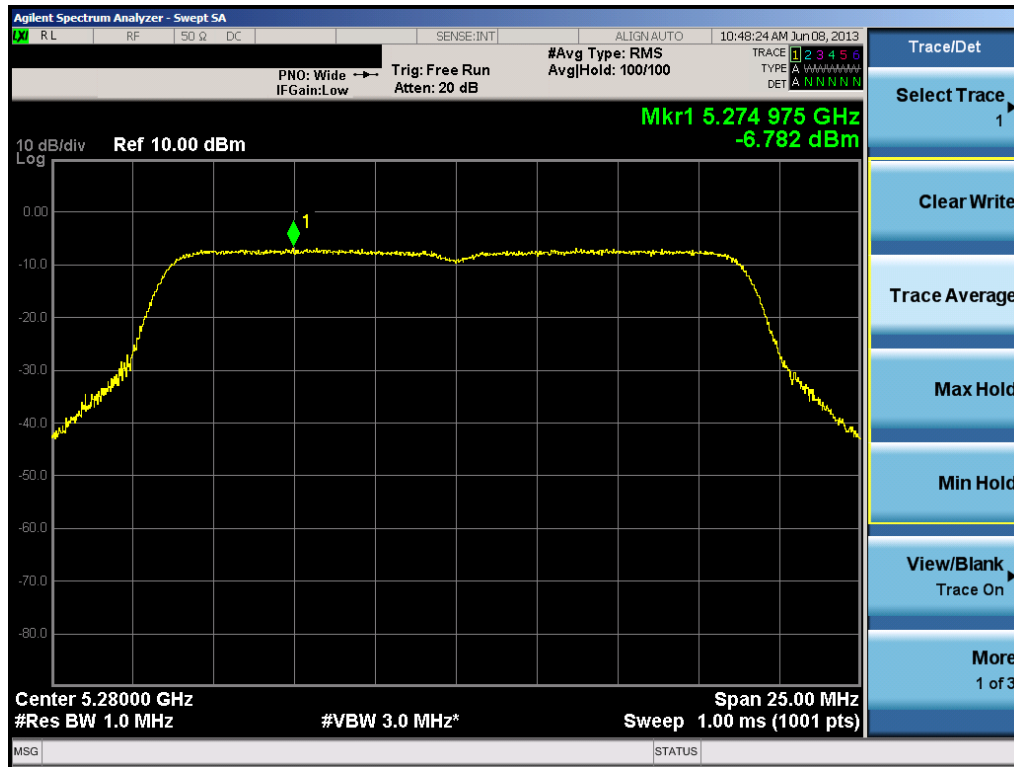 Agilent Spectrum Analyzer - Swept SA
LXI RL RF 50 Ω DC SENSE:INT ALIGN AUTO 10:48:24 AM Jun 08, 2013
PNO: Wide Trig: Free Run #Avg Type: RMS TRACE 1 2 3 4 5 6
IFGain:Low Atten: 20 dB Avg|Hold: 100/100 TYPE A WWWWW
DET A N N N N N
Mkr1 5.274 975 GHz
-6.782 dBm
10 dB/div Ref 10.00 dBm
Log
0.00
1
-10.0
-20.0
-30.0
-40.0
-50.0
-60.0
-70.0
-80.0
Center 5.28000 GHz Span 25.00 MHz
#Res BW 1.0 MHz #VBW 3.0 MHz* Sweep 1.00 ms (1001 pts)
MSG STATUS
Trace/Det
Select Trace
1
Clear Write
Trace Average
Max Hold
Min Hold
View/Blank
Trace On
More
1 of 3